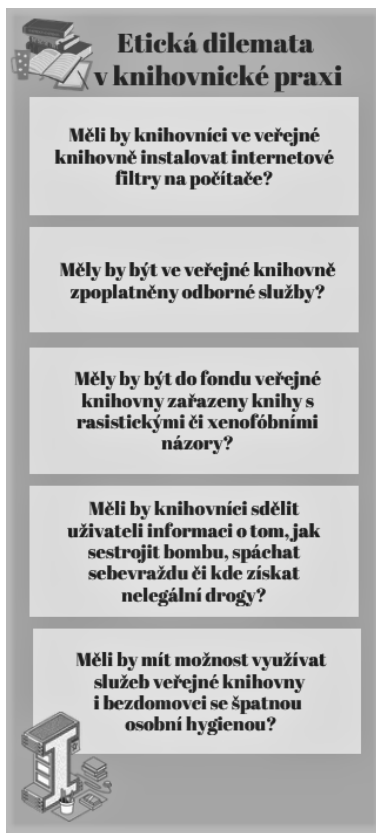 Etická dilemata
v knihovnické praxi
Měli by knihovníci ve veřejné
knihovně instalovat internetové
filtry na počítače?
Měly by být ve veřejné knihovně
zpoplatněny odborné služby?
Měly by být do fondu veřejné
knihovny zařazeny knihy s
rasistickými či xenofóbními
názory?
Měli by knihovníci sdělit
uživateli informaci o tom, jak
sestrojit bombu, spáchat
sebevraždu či kde získat
nelegální drogy?
Měli by mít možnost využívat
služeb veřejné knihovny
i bezdomovci se špatnou
osobní hygienou?